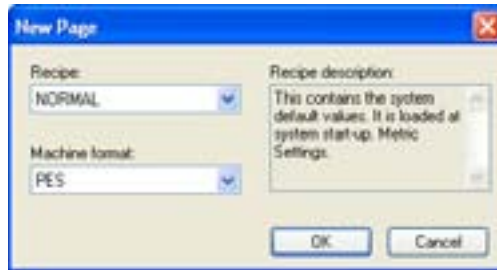 New Page
Recipe:
NORMAL
Machine format:
PES
Recipe description:
This contains the system
default values. It is loaded at
system start-up. Metric
Settings.
OK
Cancel